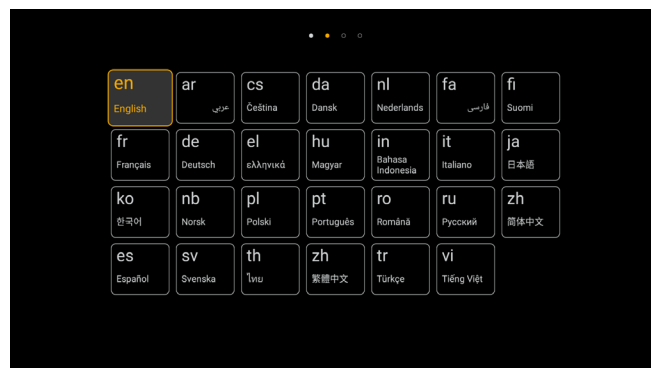 en
English
ar
عربي
cs
Čeština
da
Dansk
nl
Nederlands
fa
فارسی
fi
Suomi
fr
Français
de
Deutsch
el
ελληνικά
hu
Magyar
in
Bahasa
Indonesia
it
Italiano
ja
日本語
ko
한국어
nb
Norsk
pl
Polski
pt
Português
ro
Română
ru
Русский
zh
简体中文
es
Español
sv
Svenska
th
ไทย
zh
繁體中文
tr
Türkçe
vi
Tiếng Việt